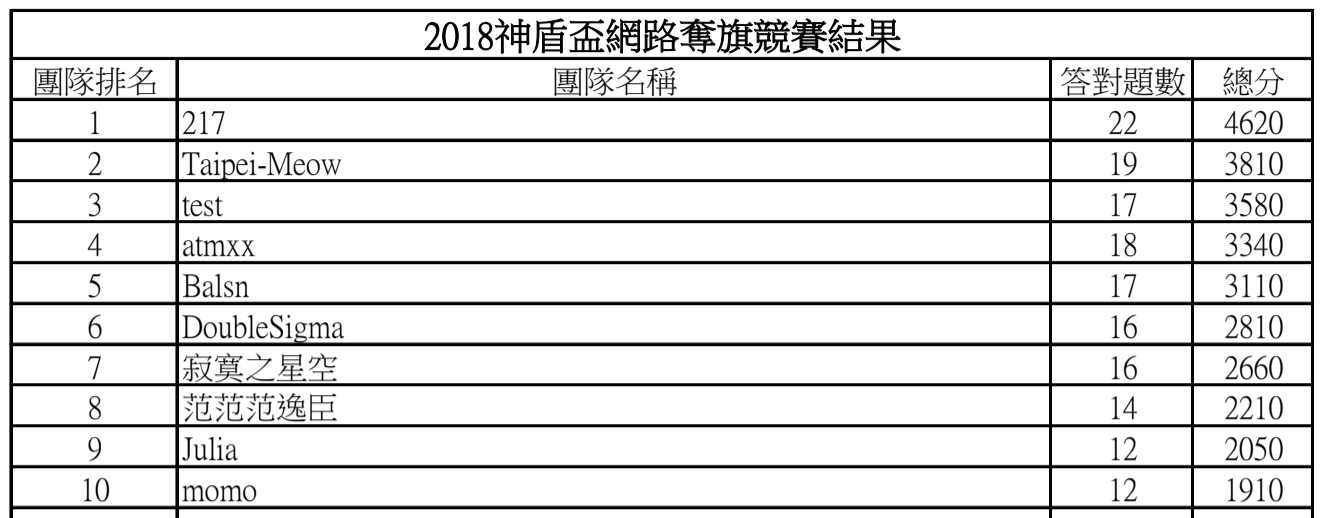 2018神盾盃網路奪旗競賽結果
團隊排名 團隊名稱 答對題數 總分
1 217 22 4620
2 Taipei-Meow 19 3810
3 test 17 3580
4 atmxx 18 3340
5 Balsn 17 3110
6 DoubleSigma 16 2810
7 寂寞之星空 16 2660
8 范范范逸臣 14 2210
9 Julia 12 2050
10 momo 12 1910